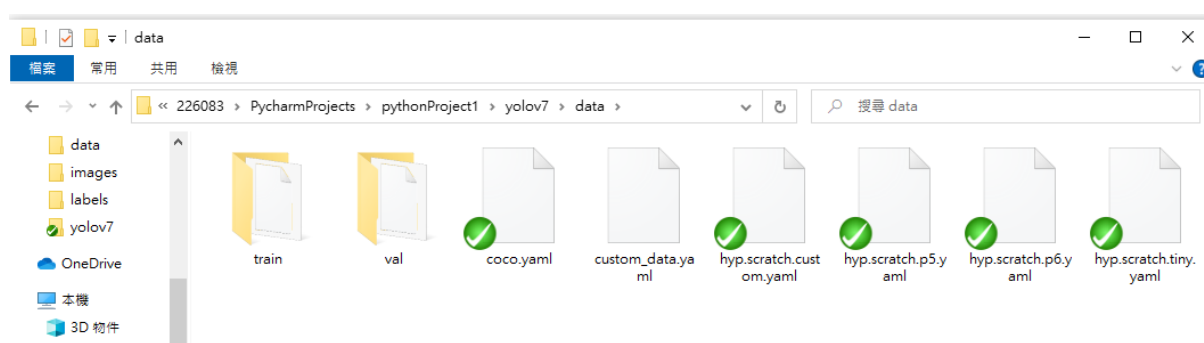 data
檔案 常用 共用 檢視
« 226083 > PycharmProjects > pythonProject1 > yolov7 > data >
搜尋 data
data
images
labels
yolov7
OneDrive
本機
3D 物件
train
val
coco.yaml
custom_data.ya
ml
hyp.scratch.cust
om.yaml
hyp.scratch.p5.y
aml
hyp.scratch.p6.y
aml
hyp.scratch.tiny.
yaml